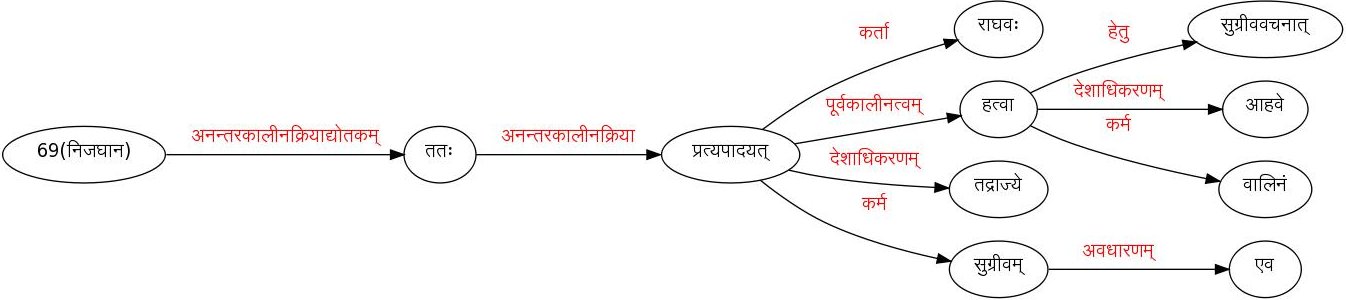 राघवः
सुग्रीववचनात्
कर्ता
हेतु
पूर्वकालीनत्वम्
हत्वा
देशाधिकरणम्
आहवे
कर्म
69(निजघान)
अनन्तरकालीनक्रियाद्योतकम्
ततः
अनन्तरकालीनक्रिया
प्रत्यपादयत्
देशाधिकरणम्
तद्राज्ये
वालिनं
कर्म
सुग्रीवम्
अवधारणम्
एव